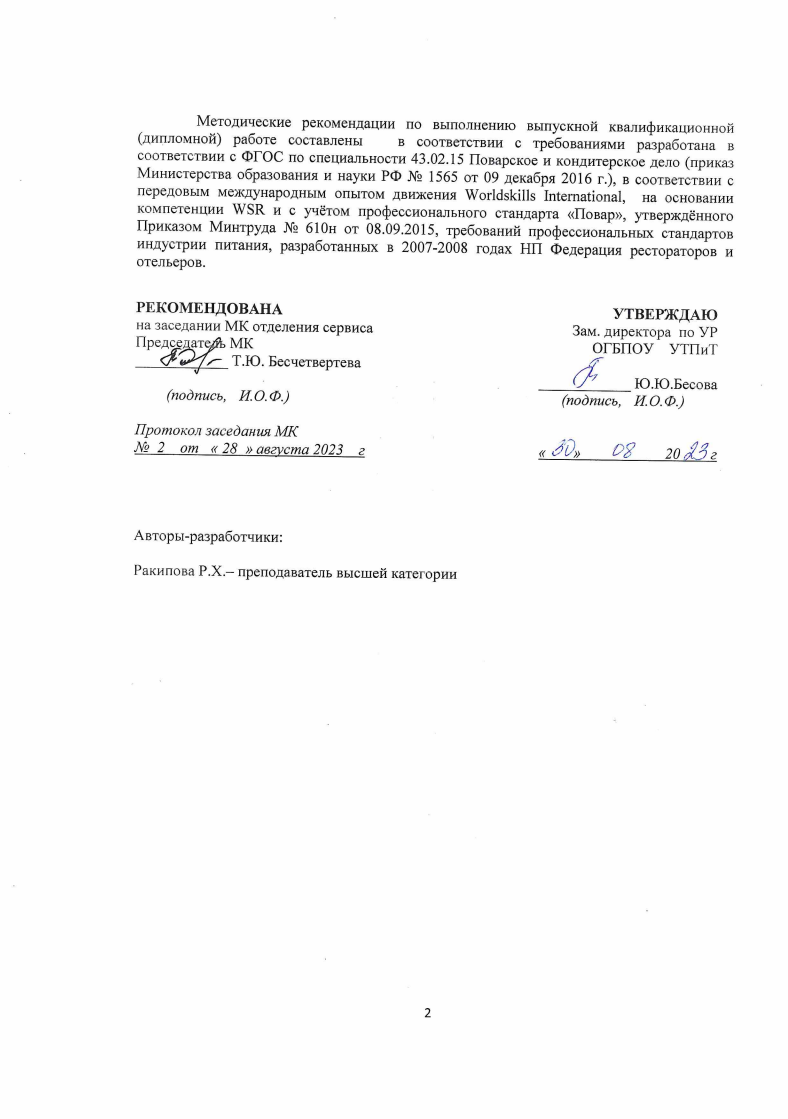 Методические рекомендации по выполнению выпускной квалификационной
(дипломной) работе составлены в соответствии с требованиями разработана в
соответствии с ФГОС по специальности 43.02.15 Поварское и кондитерское дело (приказ
Министерства образования и науки РФ № 1565 от 09 декабря 2016 г.), в соответствии с
передовым международным опытом движения Worldskills International, на основании
компетенции WSR и с учётом профессионального стандарта «Повар», утверждённого
Приказом Минтруда № 610н от 08.09.2015, требований профессиональных стандартов
индустрии питания, разработанных в 2007-2008 годах НП Федерация рестораторов и
отельеров.
РЕКОМЕНДОВАНА
на заседании МК отделения сервиса
Председатель МК
Т.Ю. Бесчетвертева
(подпись, И.О.Ф.)
Протокол заседания МК
№ 2 от « 28 » августа 2023 г
УТВЕРЖДАЮ
Зам. директора по УР
ОГБПОУ УТПиТ
Ю.Ю.Бесова
(подпись, И.О.Ф.)
« 30» 08 20 23 г
Авторы-разработчики:
Ракипова Р.Х.– преподаватель высшей категории
2